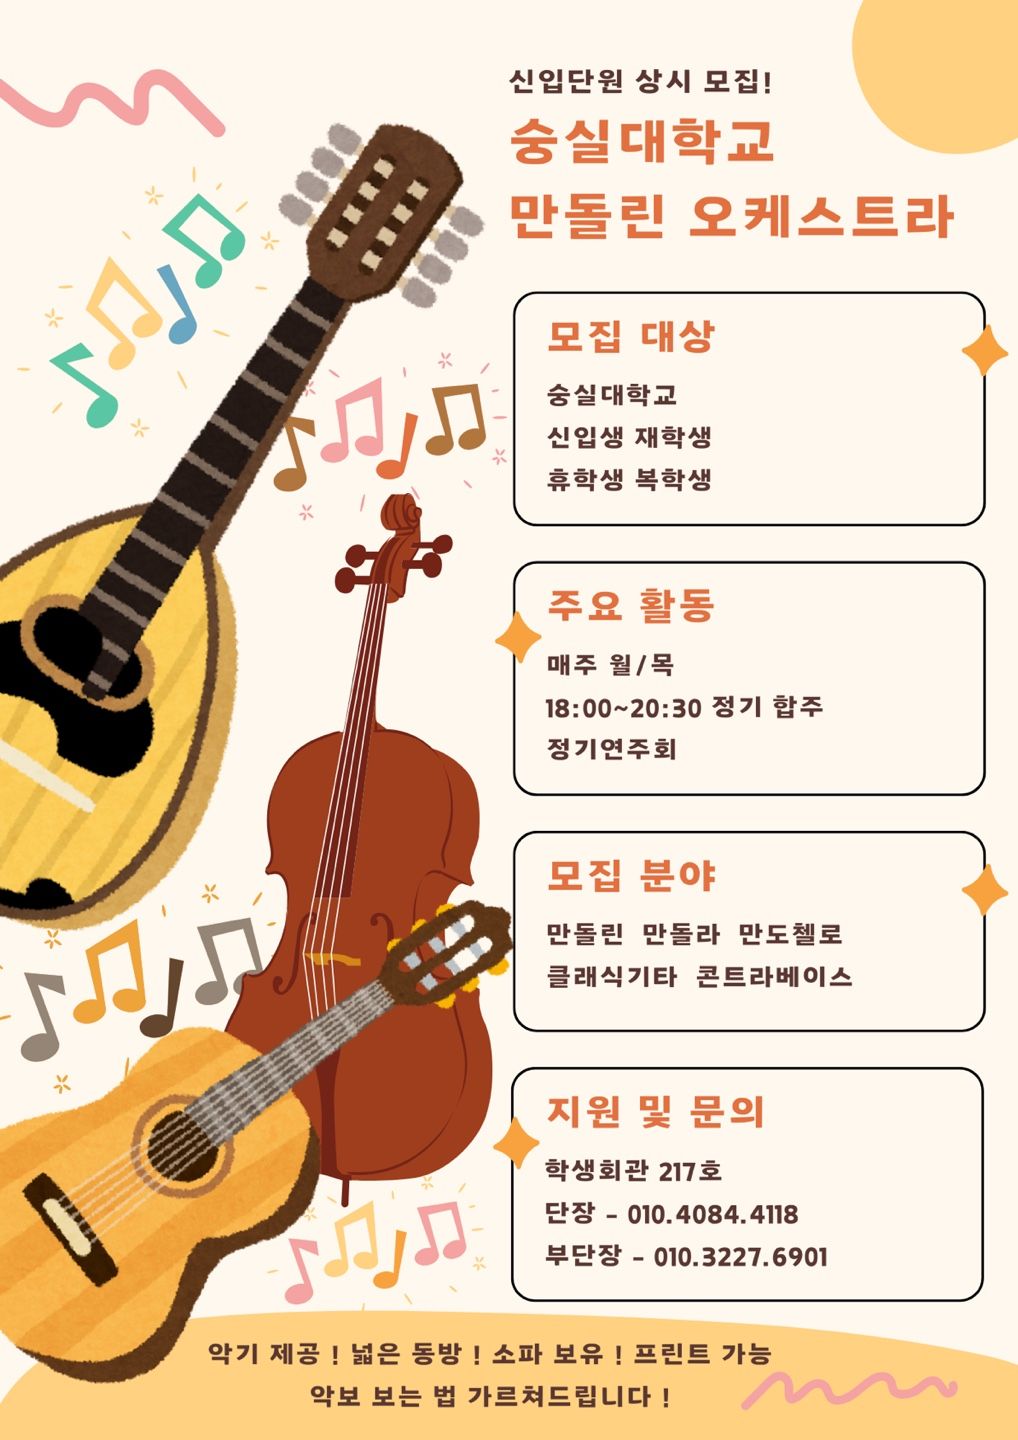 신입단원 상시 모집!
숭실대학교
만돌린 오케스트라
모집 대상
숭실대학교
신입생 재학생
휴학생 복학생
주요 활동
매주 월/목
18:00~20:30 정기 합주
정기연주회
모집 분야
만돌린 만돌라 만도첼로
클래식기타 콘트라베이스
지원 및 문의
학생회관 217호
단장 - 010.4084.4118
부단장 - 010.3227.6901
악기 제공 ! 넓은 동방 ! 소파 보유 ! 프린트 가능
악보 보는 법 가르쳐드립니다 !